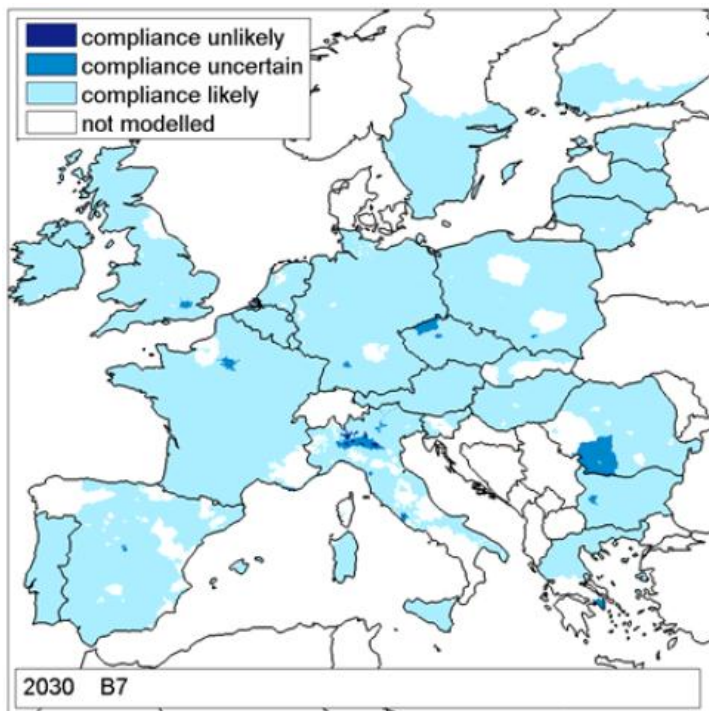 compliance unlikely
compliance uncertain
compliance likely
not modelled
2030 B7